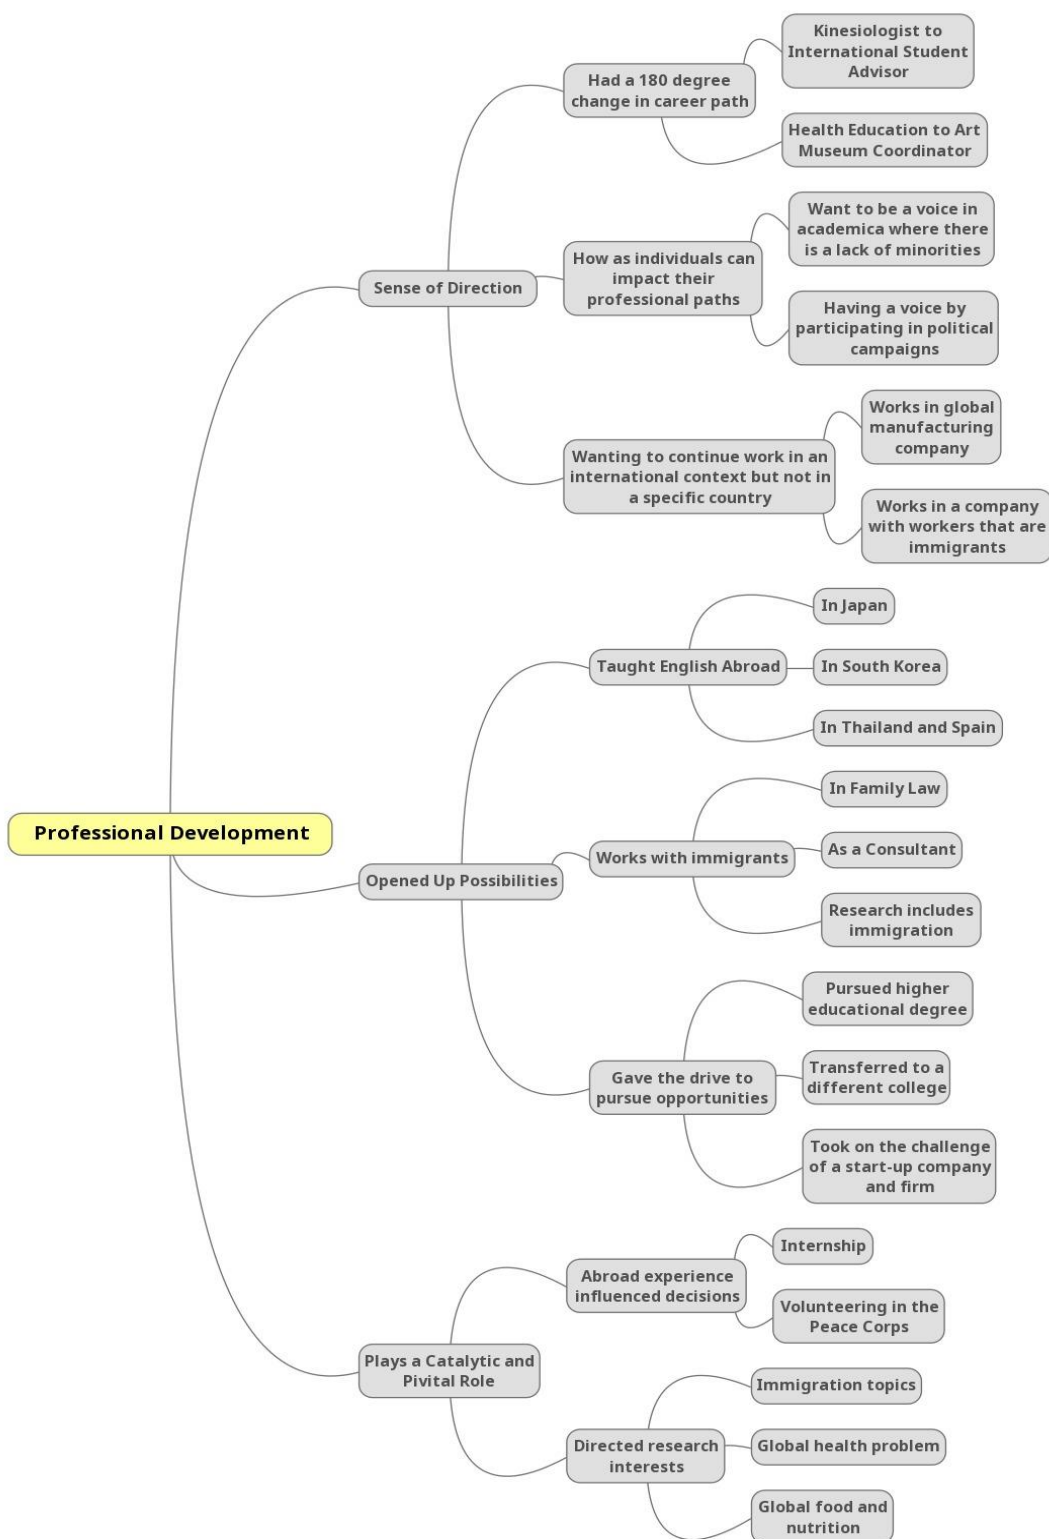 Professional Development
Sense of Direction
Had a 180 degree
change in career path
Kinesiologist to
International Student
Advisor
Health Education to Art
Museum Coordinator
How as individuals can
impact their
professional paths
Want to be a voice in
academica where there
is a lack of minorities
Having a voice by
participating in political
campaigns
Wanting to continue work in an
international context but not in
a specific country
Works in global
manufacturing
company
Works in a company
with workers that are
immigrants
Opened Up Possibilities
Taught English Abroad
In Japan
In South Korea
In Thailand and Spain
Works with immigrants
In Family Law
As a Consultant
Research includes
immigration
Gave the drive to
pursue opportunities
Pursued higher
educational degree
Transferred to a
different college
Took on the challenge
of a start-up company
and firm
Plays a Catalytic and
Pivital Role
Abroad experience
influenced decisions
Internship
Volunteering in the
Peace Corps
Directed research
interests
Immigration topics
Global health problem
Global food and
nutrition